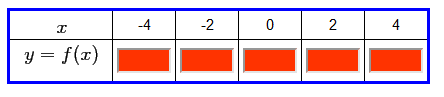 x -4 -2 0 2 4
y = f(x)